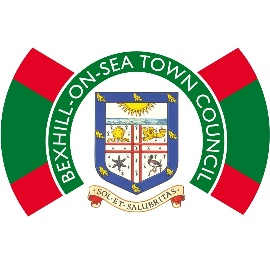 BEXHILL-ON-SEA TOWN COUNCIL
SOL·ET·SALUBRITAS